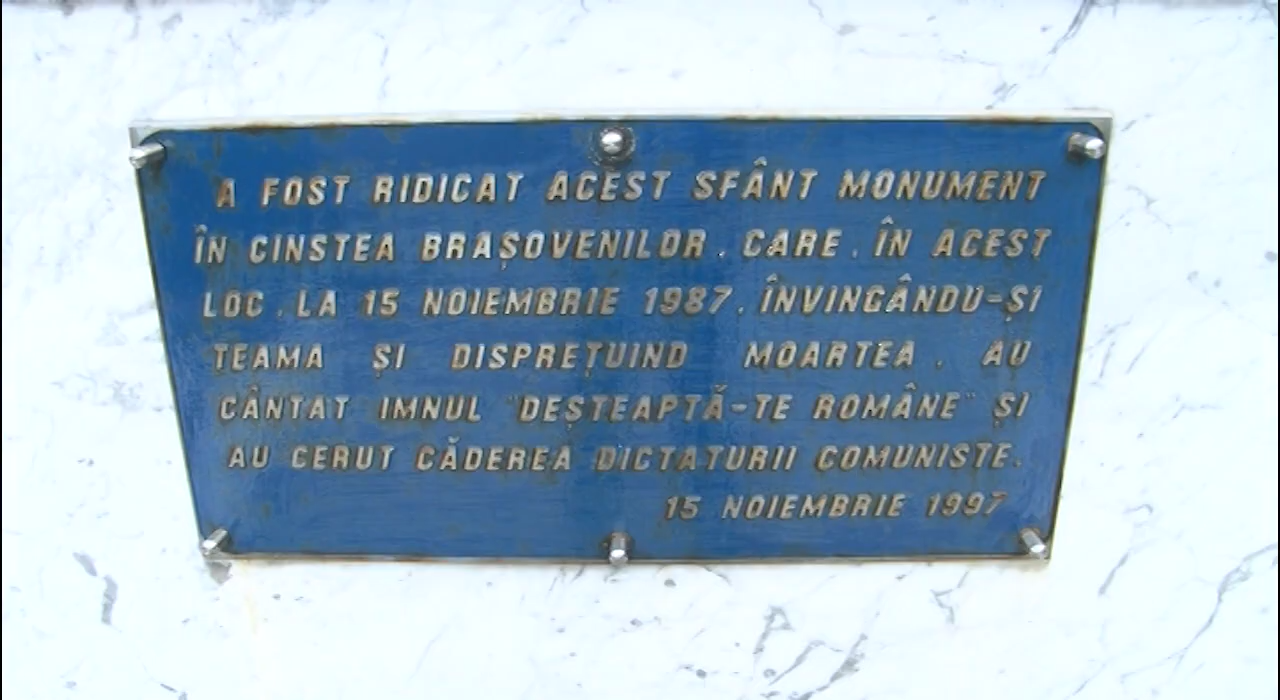 A FOST RIDICAT ACEST SFÂNT MONUMENT
ÎN CINSTEA BRAȘOVENILOR, CARE, ÎN ACEST
LOC, LA 15 NOIEMBRIE 1987, ÎNVINGÂNDU-ȘI
TEAMA ȘI DISPREȚUIND MOARTEA, AU
CÂNTAT IMNUL "DEȘTEAPTĂ-TE ROMÂNE" ȘI
AU CERUT CĂDEREA DICTATURII COMUNISTE.
15 NOIEMBRIE 1997